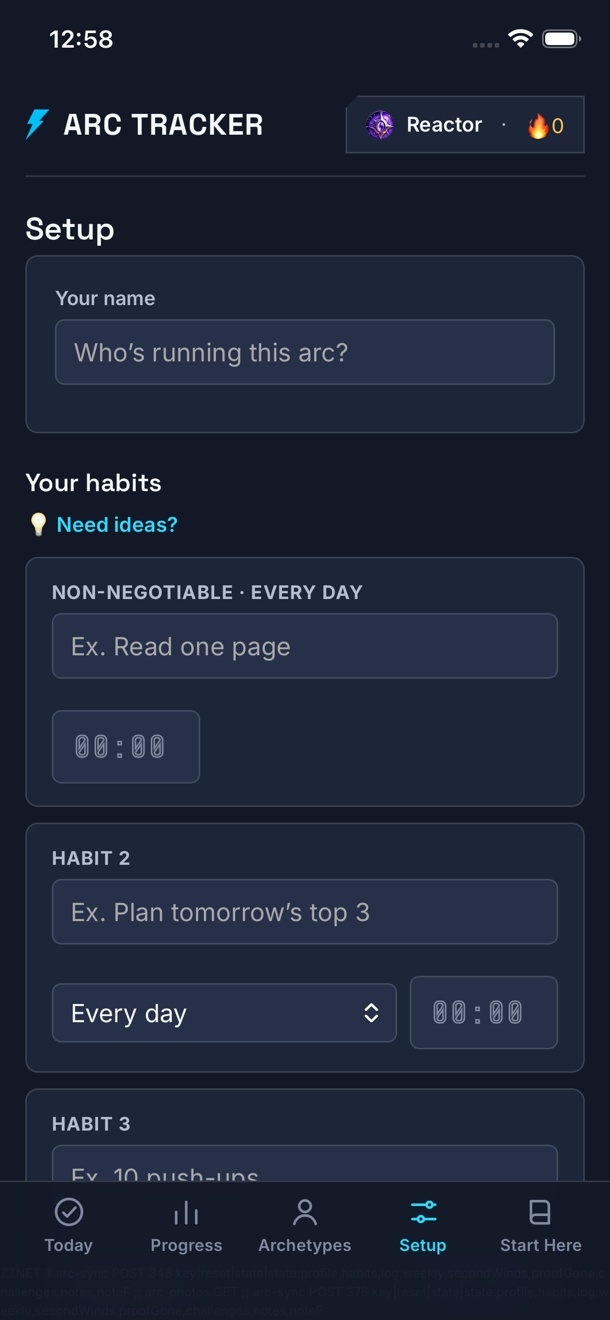 12:58
ARC TRACKER
Reactor · 🔥0
Setup
Your name
Who's running this arc?
Your habits
💡 Need ideas?
NON-NEGOTIABLE · EVERY DAY
Ex. Read one page
00:00
HABIT 2
Ex. Plan tomorrow's top 3
Every day 00:00
HABIT 3
Ex. 10 push-ups
Today Progress Archetypes Setup Start Here